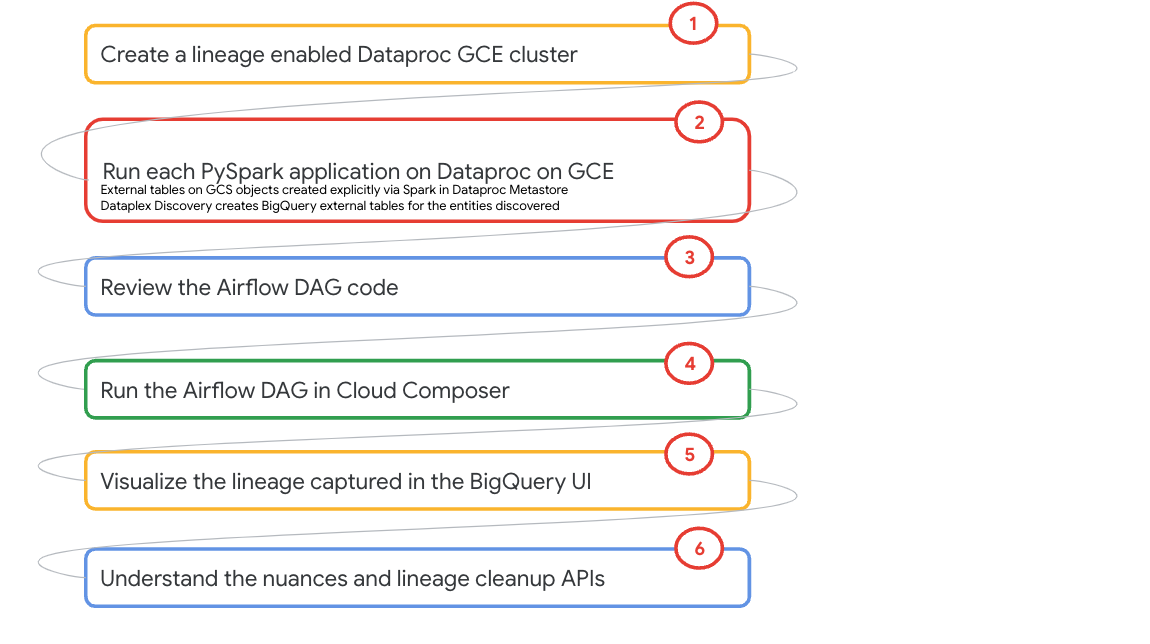 1
Create a lineage enabled Dataproc GCE cluster
2
Run each PySpark application on Dataproc on GCE
External tables on GCS objects created explicitly via Spark in Dataproc Metastore
Dataplex Discovery creates BigQuery external tables for the entities discovered
3
Review the Airflow DAG code
4
Run the Airflow DAG in Cloud Composer
5
Visualize the lineage captured in the BigQuery UI
6
Understand the nuances and lineage cleanup APIs